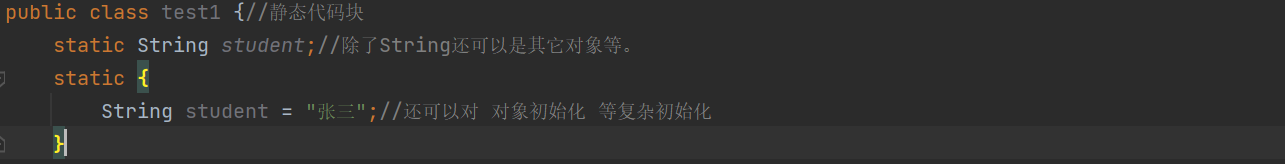 public class test1 {//静态代码块
static String student;//除了String还可以是其它对象等。
static {
String student = "张三";//还可以对 对象初始化 等复杂初始化
}